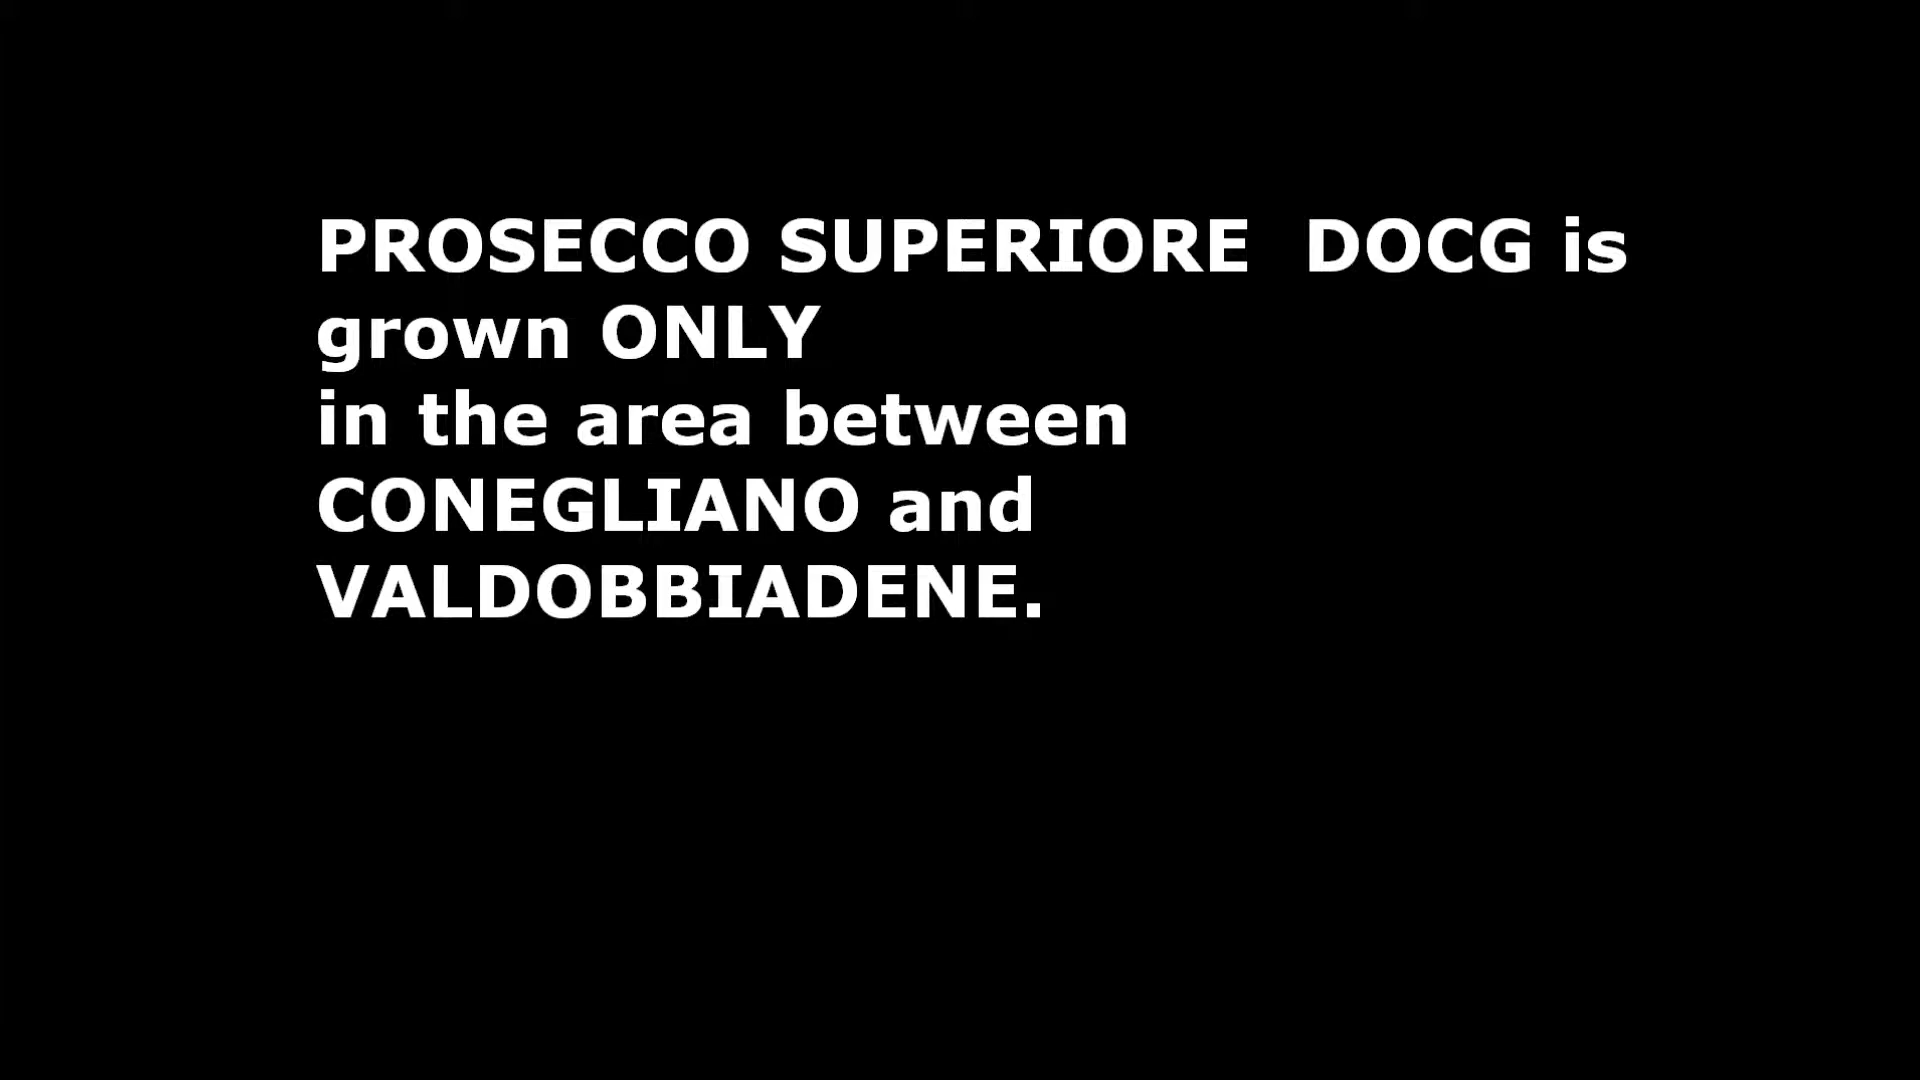 PROSECCO SUPERIORE  DOCG is
grown ONLY
in the area between
CONEGLIANO and
VALDOBBIADENE.